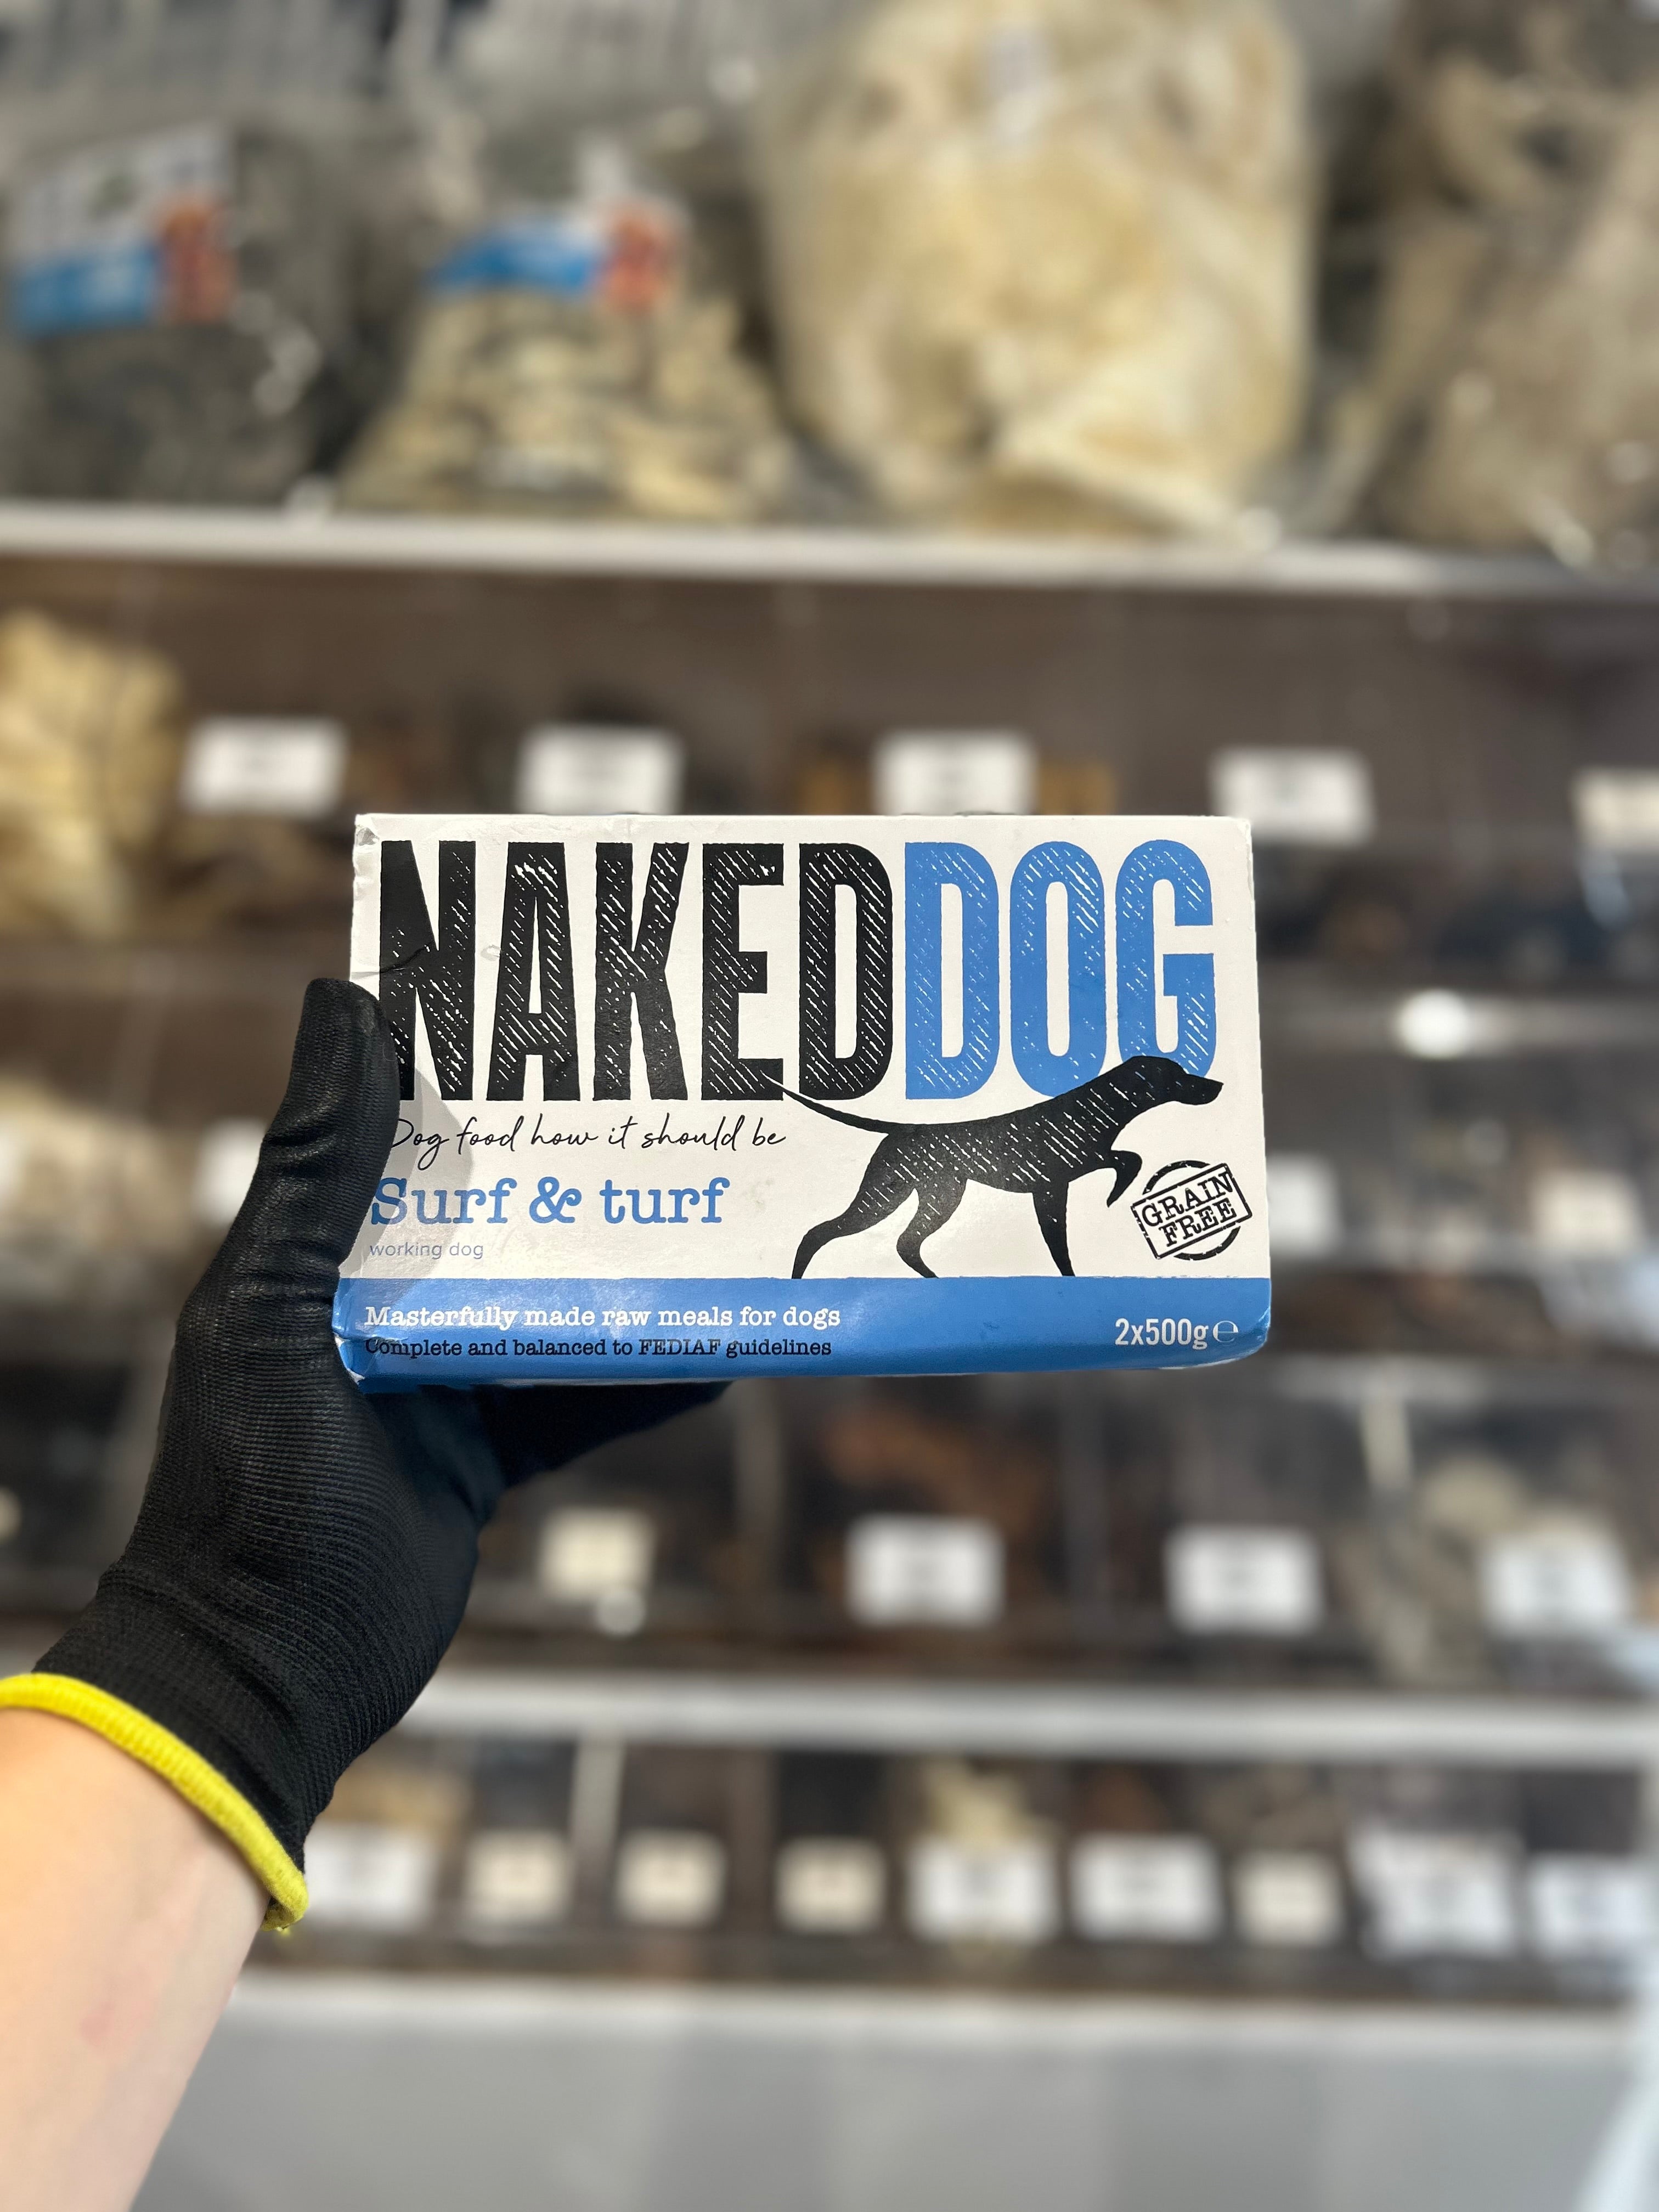 NAKEDDOG
Dog food how it should be
Surf & turf
working dog
GRAIN
FREE
Masterfully made raw meals for dogs
Complete and balanced to FEDIAF guidelines
2x500g ℮